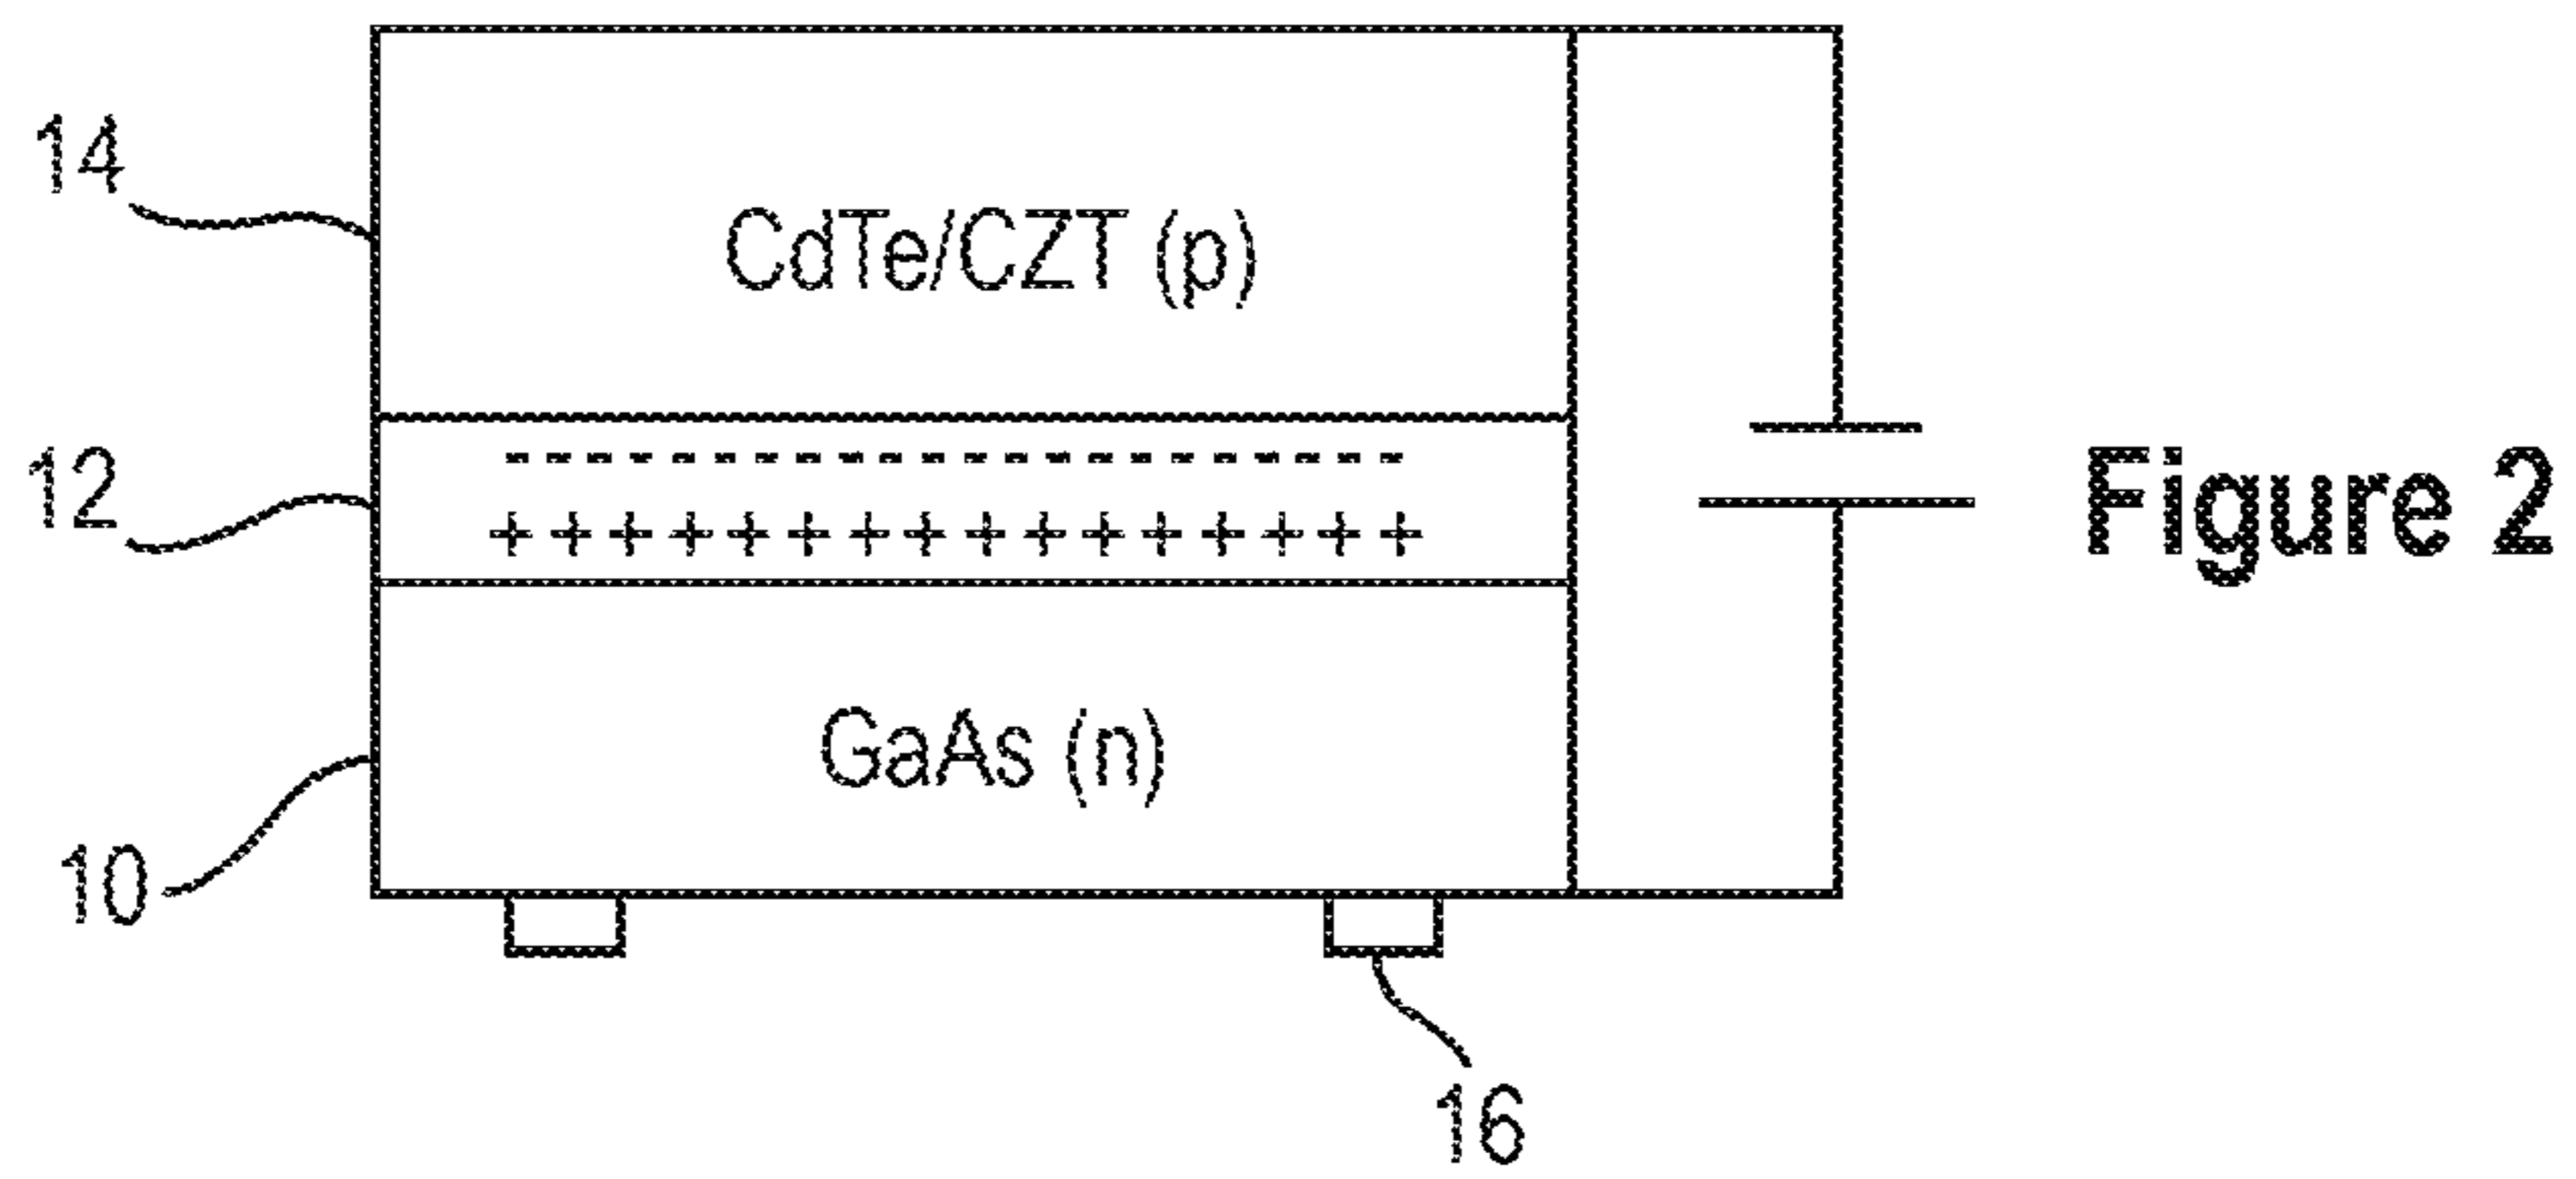 14
CdTe/CZT (p)
12
- - - - - - - - - - - - - - - - - - - - - -
+ + + + + + + + + + + + + + + +
Figure 2
GaAs (n)
10
16